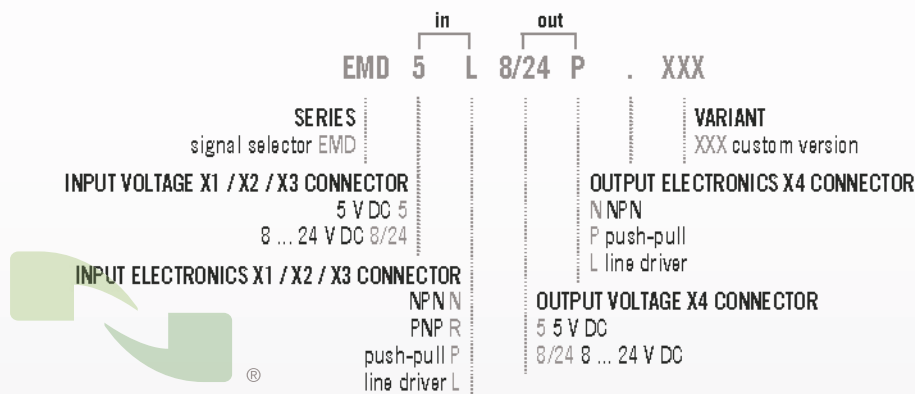 in out
EMD 5 L 8/24 P . XXX
SERIES
signal selector EMD
VARIANT
XXX custom version
INPUT VOLTAGE X1 / X2 / X3 CONNECTOR
5 V DC 5
8 ... 24 V DC 8/24
OUTPUT ELECTRONICS X4 CONNECTOR
N NPN
P push-pull
L line driver
INPUT ELECTRONICS X1 / X2 / X3 CONNECTOR
NPN N
PNP R
push-pull P
line driver L
OUTPUT VOLTAGE X4 CONNECTOR
5 5 V DC
8/24 8 ... 24 V DC
®